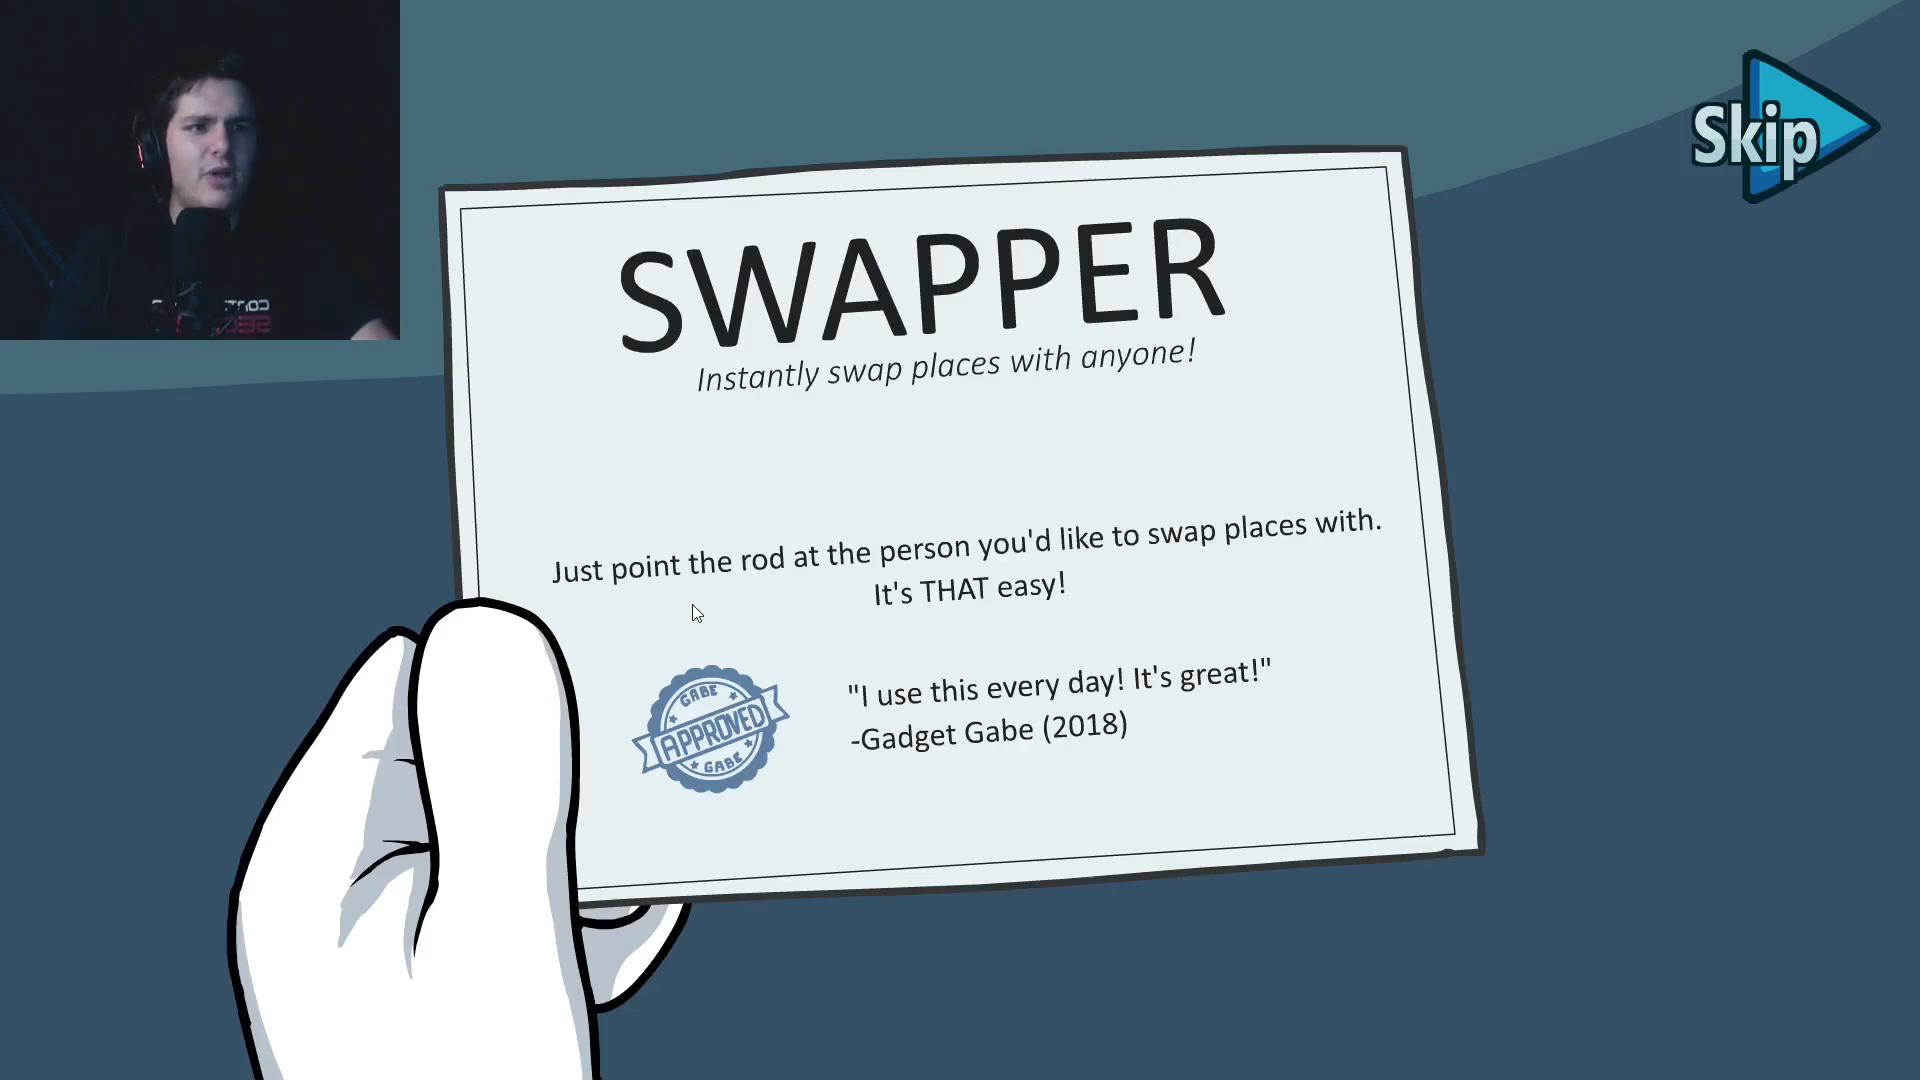 Skip
SWAPPER
Instantly swap places with anyone!
Just point the rod at the person you'd like to swap places with.
It's THAT easy!
GABE
APPROVED
GABE
"I use this every day! It's great!"
-Gadget Gabe (2018)